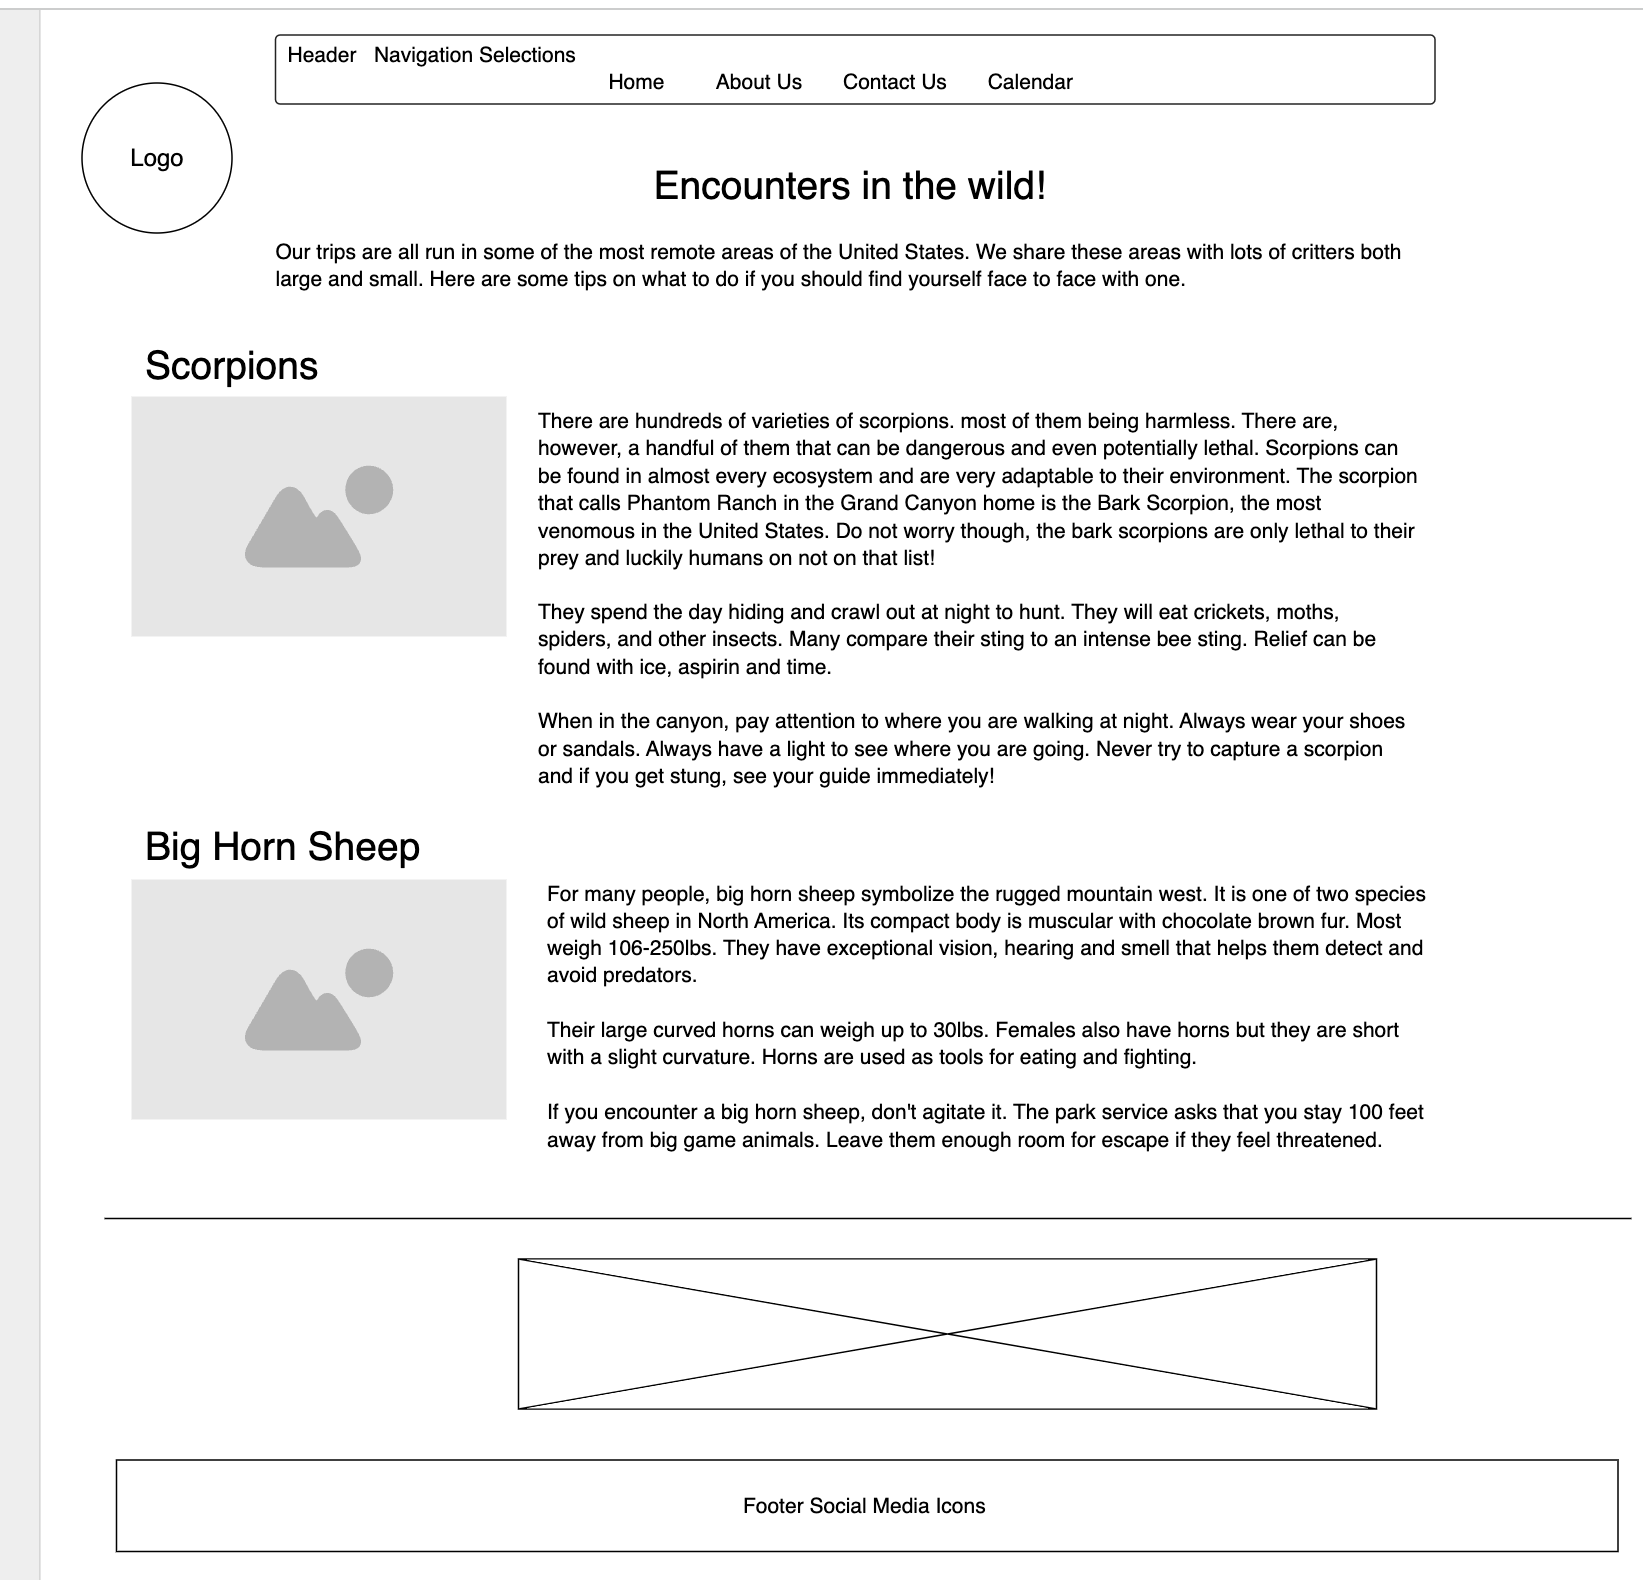 Header Navigation Selections
Home About Us Contact Us Calendar
Logo
Encounters in the wild!
Our trips are all run in some of the most remote areas of the United States. We share these areas with lots of critters both
large and small. Here are some tips on what to do if you should find yourself face to face with one.
Scorpions
There are hundreds of varieties of scorpions. most of them being harmless. There are,
however, a handful of them that can be dangerous and even potentially lethal. Scorpions can
be found in almost every ecosystem and are very adaptable to their environment. The scorpion
that calls Phantom Ranch in the Grand Canyon home is the Bark Scorpion, the most
venomous in the United States. Do not worry though, the bark scorpions are only lethal to their
prey and luckily humans on not on that list!
They spend the day hiding and crawl out at night to hunt. They will eat crickets, moths,
spiders, and other insects. Many compare their sting to an intense bee sting. Relief can be
found with ice, aspirin and time.
When in the canyon, pay attention to where you are walking at night. Always wear your shoes
or sandals. Always have a light to see where you are going. Never try to capture a scorpion
and if you get stung, see your guide immediately!
Big Horn Sheep
For many people, big horn sheep symbolize the rugged mountain west. It is one of two species
of wild sheep in North America. Its compact body is muscular with chocolate brown fur. Most
weigh 106-250lbs. They have exceptional vision, hearing and smell that helps them detect and
avoid predators.
Their large curved horns can weigh up to 30lbs. Females also have horns but they are short
with a slight curvature. Horns are used as tools for eating and fighting.
If you encounter a big horn sheep, don't agitate it. The park service asks that you stay 100 feet
away from big game animals. Leave them enough room for escape if they feel threatened.
Footer Social Media Icons